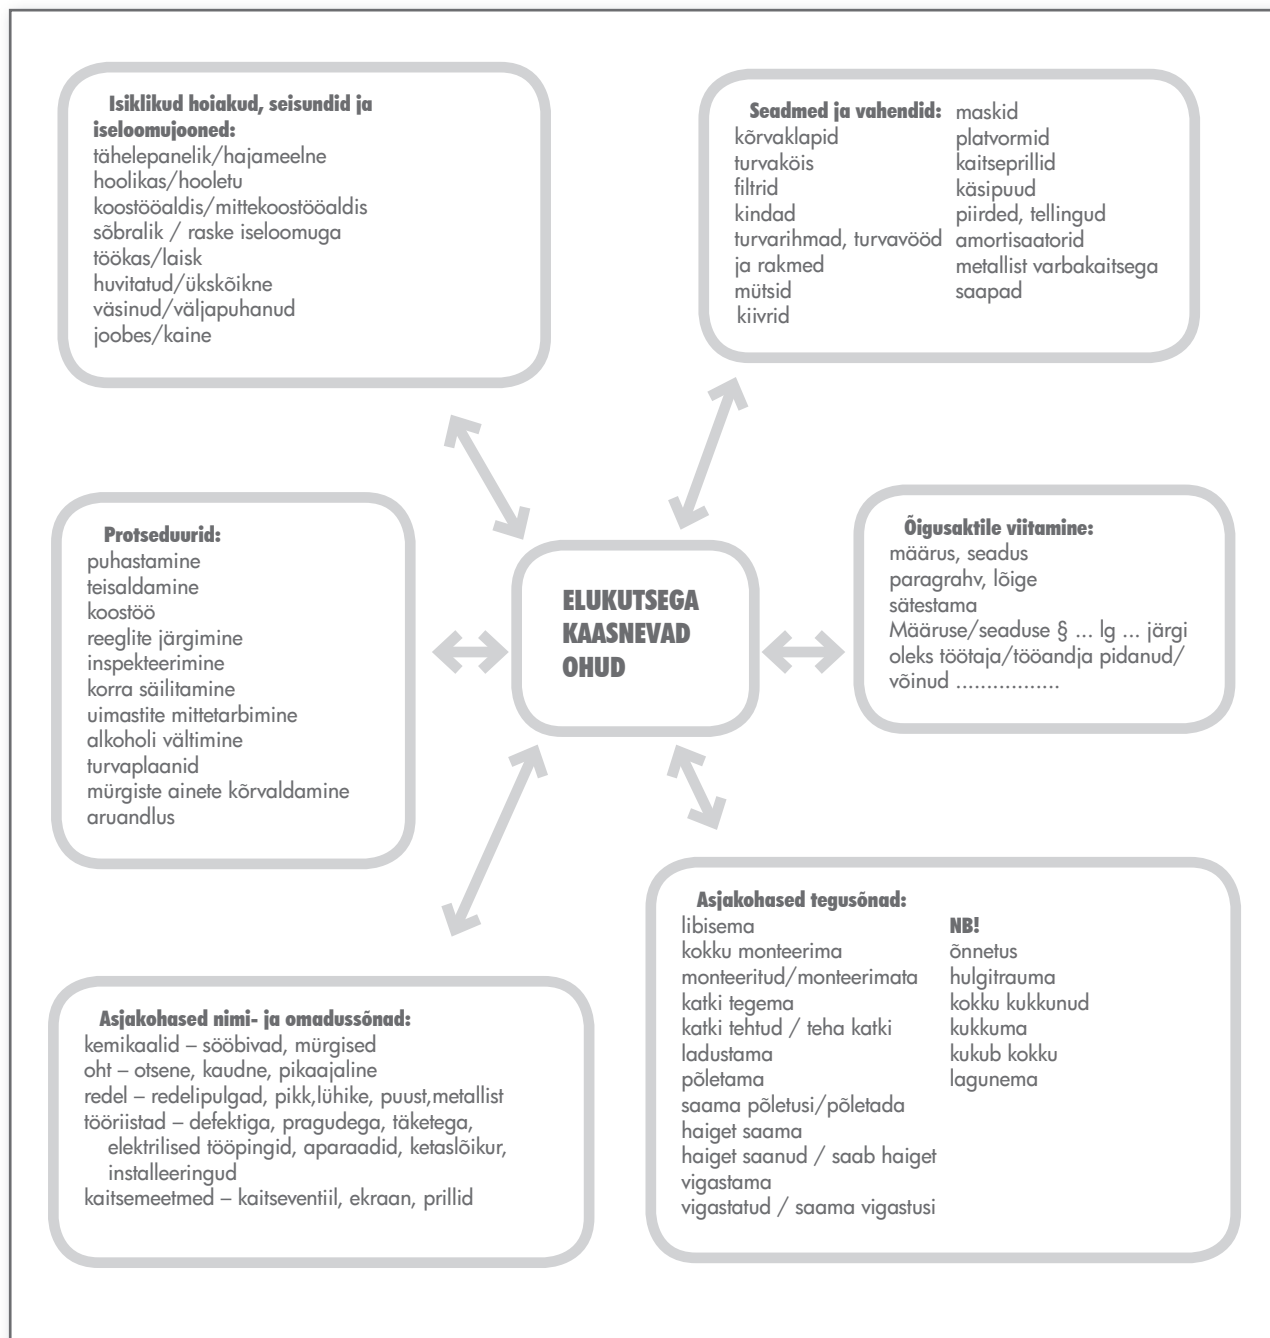 Isiklikud hoiakud, seisundid ja
iseloomujooned:
tähelepanelik/hajameelne
hoolikas/hooletu
koostööaldis/mittekoostööaldis
sõbralik / raske iseloomuga
töökas/laisk
huvitatud/ükskõikne
väsinud/väljapuhanud
joobes/kaine
Seadmed ja vahendid:
kõrvaklapid
turvaköis
filtrid
kindad
turvarihmad, turvavööd
ja rakmed
mütsid
kiivrid
maskid
platvormid
kaitseprillid
käsipuud
piirded, tellingud
amortisaatorid
metallist varbakaitsega
saapad
Protseduurid:
puhastamine
teisaldamine
koostöö
reeglite järgimine
inspekteerimine
korra säilitamine
uimastite mittetarbimine
alkoholi vältimine
turvaplaanid
mürgiste ainete kõrvaldamine
aruandlus
ELUKUTSEGA
KAASNEVAD
OHUD
Õigusaktile viitamine:
määrus, seadus
paragrahv, lõige
sätestama
Määruse/seaduse § ... lg ... järgi
oleks töötaja/tööandja pidanud/
võinud .................
Asjakohased nimi- ja omadussõnad:
kemikaalid – sööbivad, mürgised
oht – otsene, kaudne, pikaajaline
redel – redelipulgad, pikk,lühike, puust,metallist
tööriistad – defektiga, pragudega, täketega,
elektrilised tööpingid, aparaadid, ketaslõikur,
installeeringud
kaitsemeetmed – kaitseventiil, ekraan, prillid
Asjakohased tegusõnad:
libisema
kokku monteerima
monteeritud/monteerimata
katki tegema
katki tehtud / teha katki
ladustama
põletama
saama põletusi/põletada
haiget saama
haiget saanud / saab haiget
vigastama
vigastatud / saama vigastusi
NB!
õnnetus
hulgitrauma
kokku kukkunud
kukkuma
kukub kokku
lagunema